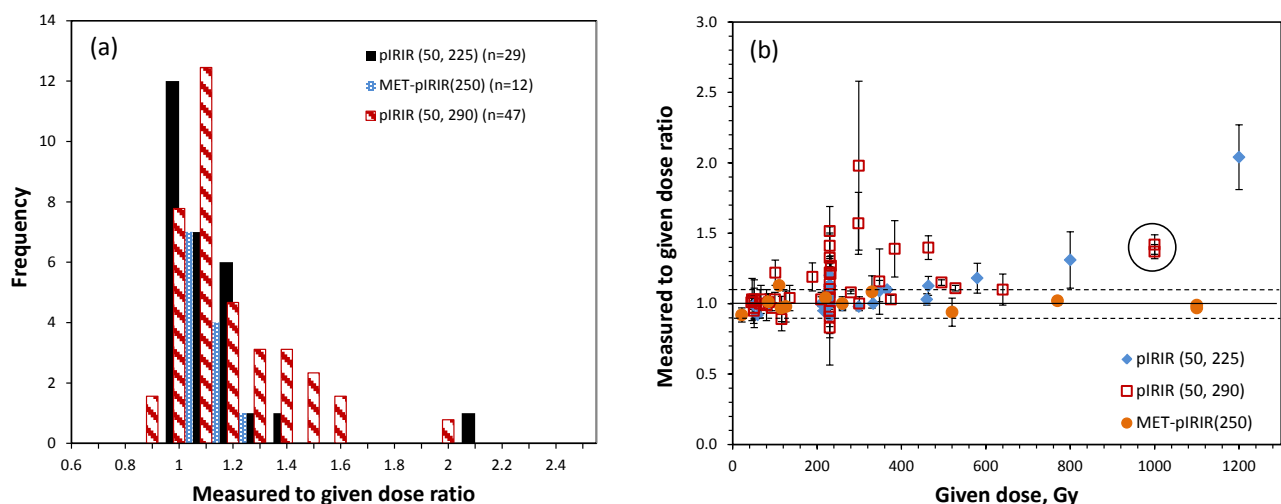 (a)
pIRIR (50, 225) (n=29)
MET-pIRIR(250) (n=12)
pIRIR (50, 290) (n=47)
Frequency
14
12
10
8
6
4
2
0
0.6 0.8 1 1.2 1.4 1.6 1.8 2 2.2 2.4
Measured to given dose ratio
(b)
Measured to given dose ratio
3.0
2.5
2.0
1.5
1.0
0.5
0.0
pIRIR (50, 225)
pIRIR (50, 290)
MET-pIRIR(250)
0 200 400 600 800 1000 1200
Given dose, Gy